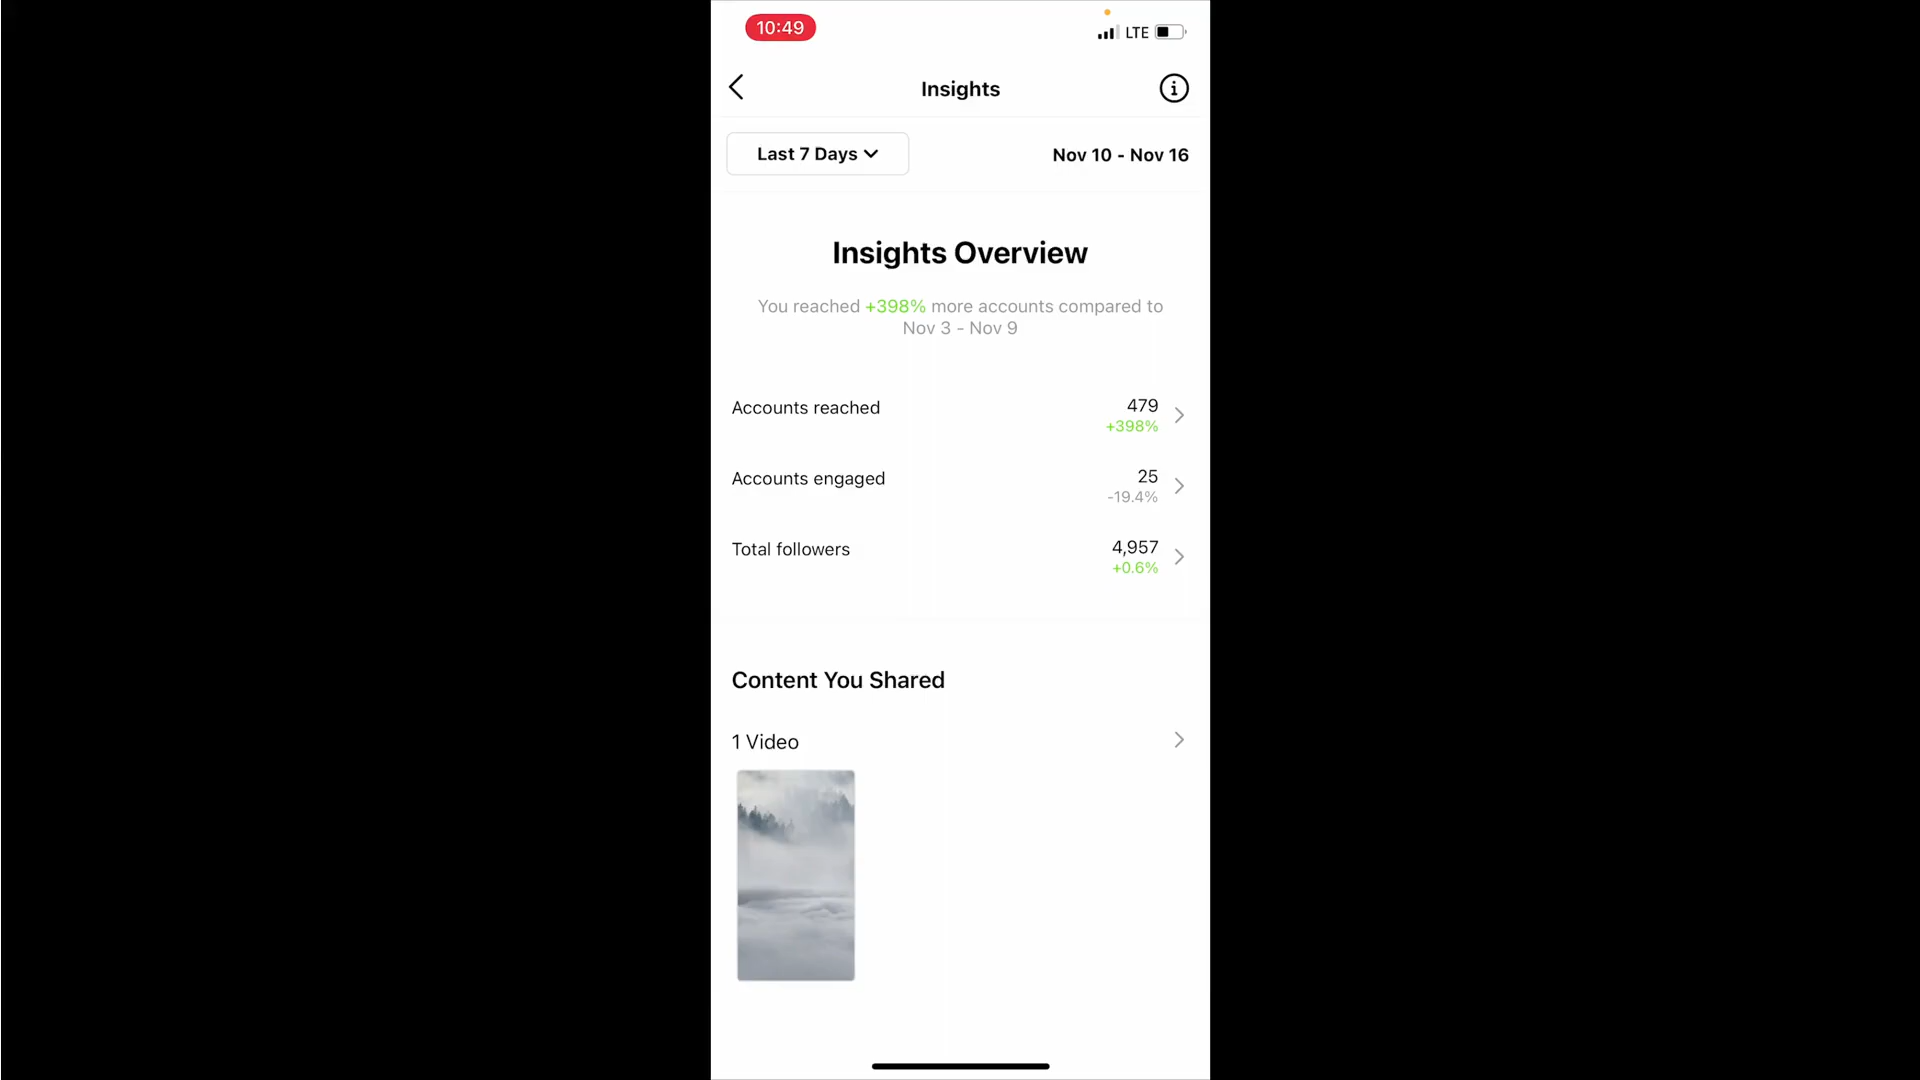 10:49
LTE
Insights
Last 7 Days
Nov 10 - Nov 16
Insights Overview
You reached +398% more accounts compared to
Nov 3 - Nov 9
Accounts reached
479
+398%
Accounts engaged
25
-19.4%
Total followers
4,957
+0.6%
Content You Shared
1 Video